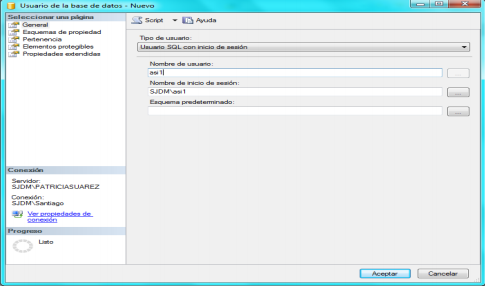 Usuario de la base de datos - Nuevo
Seleccionar una página
General
Esquemas de propiedad
Pertenencia
Elementos protegibles
Propiedades extendidas
Script
Ayuda
Tipo de usuario:
Usuario SQL con inicio de sesión
Nombre de usuario:
asi1
...
Nombre de inicio de sesión:
SJDM\asi1
...
Esquema predeterminado:
...
Conexión
Servidor:
SJDM\PATRICIASUAREZ
Conexión:
SJDM\Santiago
Ver propiedades de
conexión
Progreso
Listo
Aceptar
Cancelar